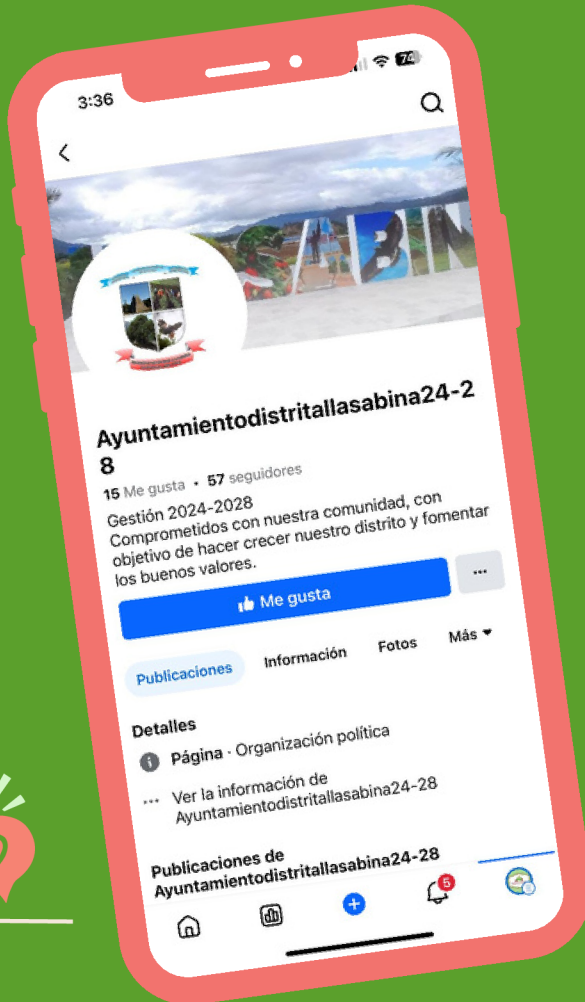 3:36
74
ABIN
Ayuntamientodistritallasabina24-2
8
15 Me gusta • 57 seguidores
Gestión 2024-2028
Comprometidos con nuestra comunidad, con
objetivo de hacer crecer nuestro distrito y fomentar
los buenos valores.
Me gusta
Publicaciones Información Fotos Más
Detalles
Página · Organización política
Ver la información de
Ayuntamientodistritallasabina24-28
Publicaciones de
Ayuntamientodistritallasabina24-28
5